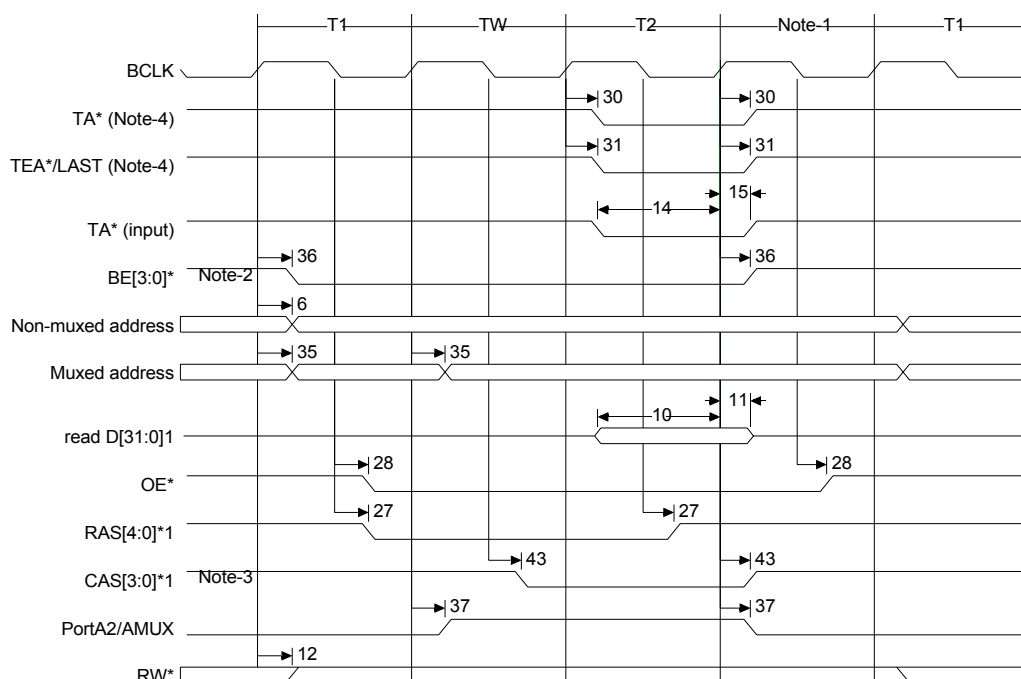 T1 TW T2 Note-1 T1
BCLK
30 30
TA* (Note-4)
31 31
TEA*/LAST (Note-4)
15
14
TA* (input)
36 36
BE[3:0]* Note-2
6
Non-muxed address
35 35
Muxed address
11
10
read D[31:0]1
28 28
OE*
27 27
RAS[4:0]*1
43 43
CAS[3:0]*1 Note-3
37 37
PortA2/AMUX
12
RW*